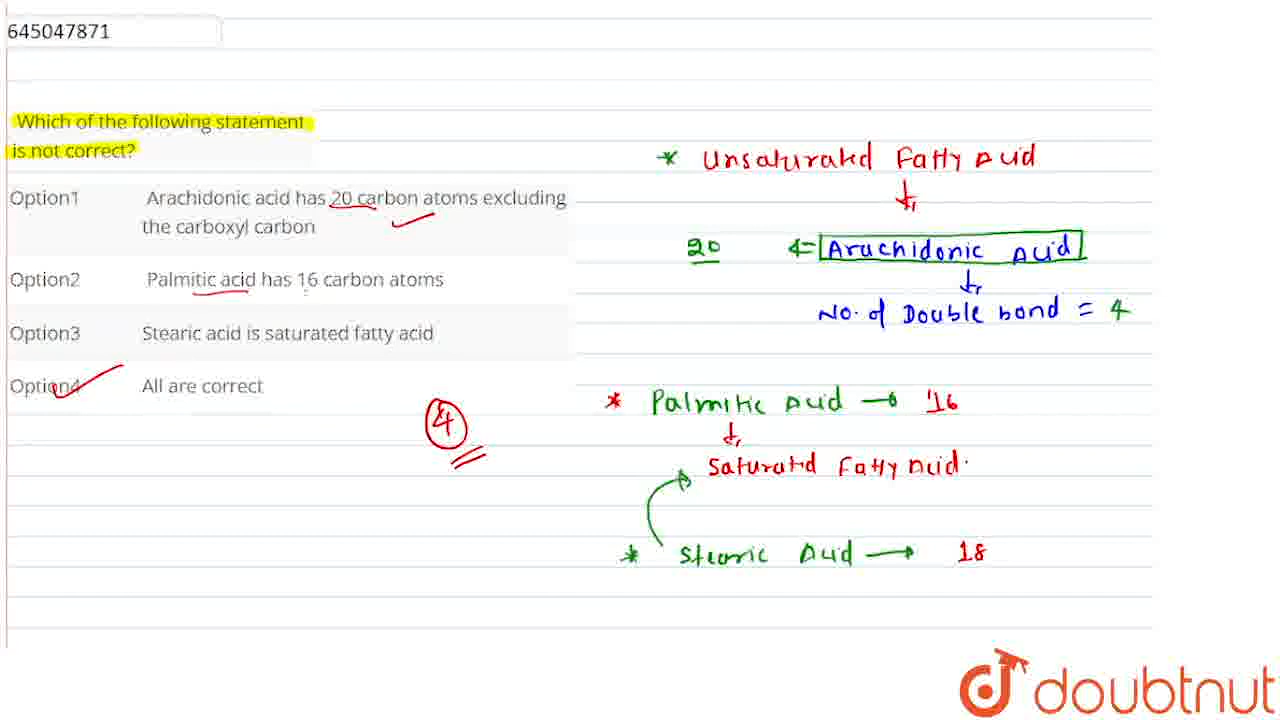 645047871
Which of the following statement
is not correct?
Option1 Arachidonic acid has 20 carbon atoms excluding
the carboxyl carbon
Option2 Palmitic acid has 16 carbon atoms
Option3 Stearic acid is saturated fatty acid
Option4 All are correct
4
* Unsaturated Fatty Acid
20 4= Arachidonic Acid
No. of Double bond = 4
* Palmitic Acid → 16
Saturated Fatty Acid.
* Stearic Acid → 18
doubtnut